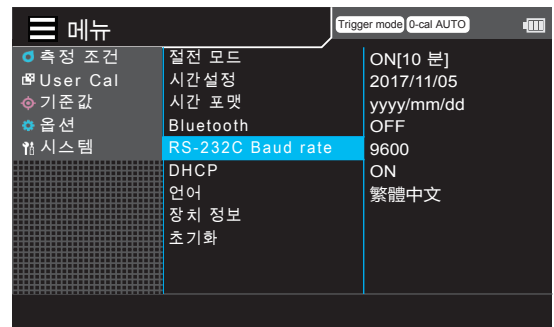 메뉴
Trigger mode 0-cal AUTO
측정 조건
User Cal
기준값
옵션
시스템
절전 모드
시간설정
시간 포맷
Bluetooth
RS-232C Baud rate
DHCP
언어
장치 정보
초기화
ON[10 분]
2017/11/05
yyyy/mm/dd
OFF
9600
ON
繁體中文